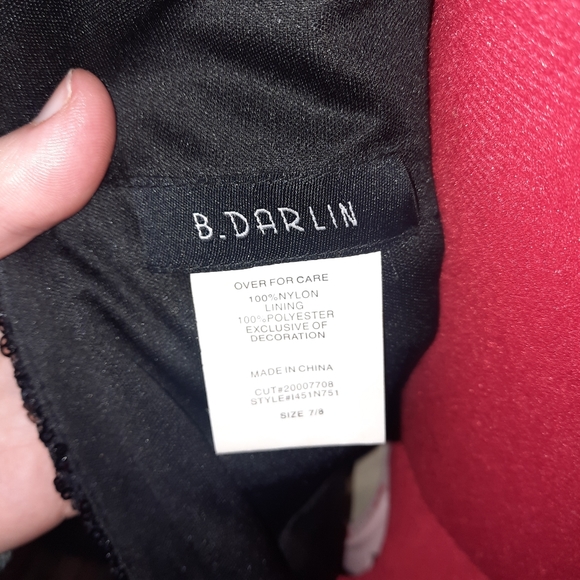 B.DARLIN
OVER FOR CARE
100%NYLON
LINING
100%POLYESTER
EXCLUSIVE OF
DECORATION
MADE IN CHINA
CUT#20007708
STYLE#I451N751
SIZE 7/8